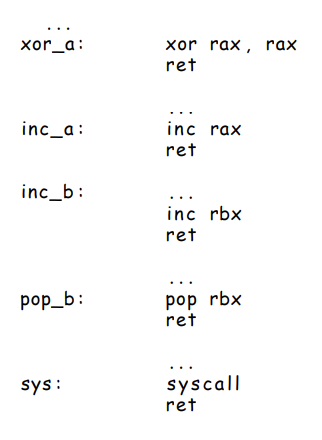 ...
xor_a: xor rax, rax
ret
...
inc_a: inc rax
ret
inc_b: ...
inc rbx
ret
...
pop_b: pop rbx
ret
...
sys: syscall
ret